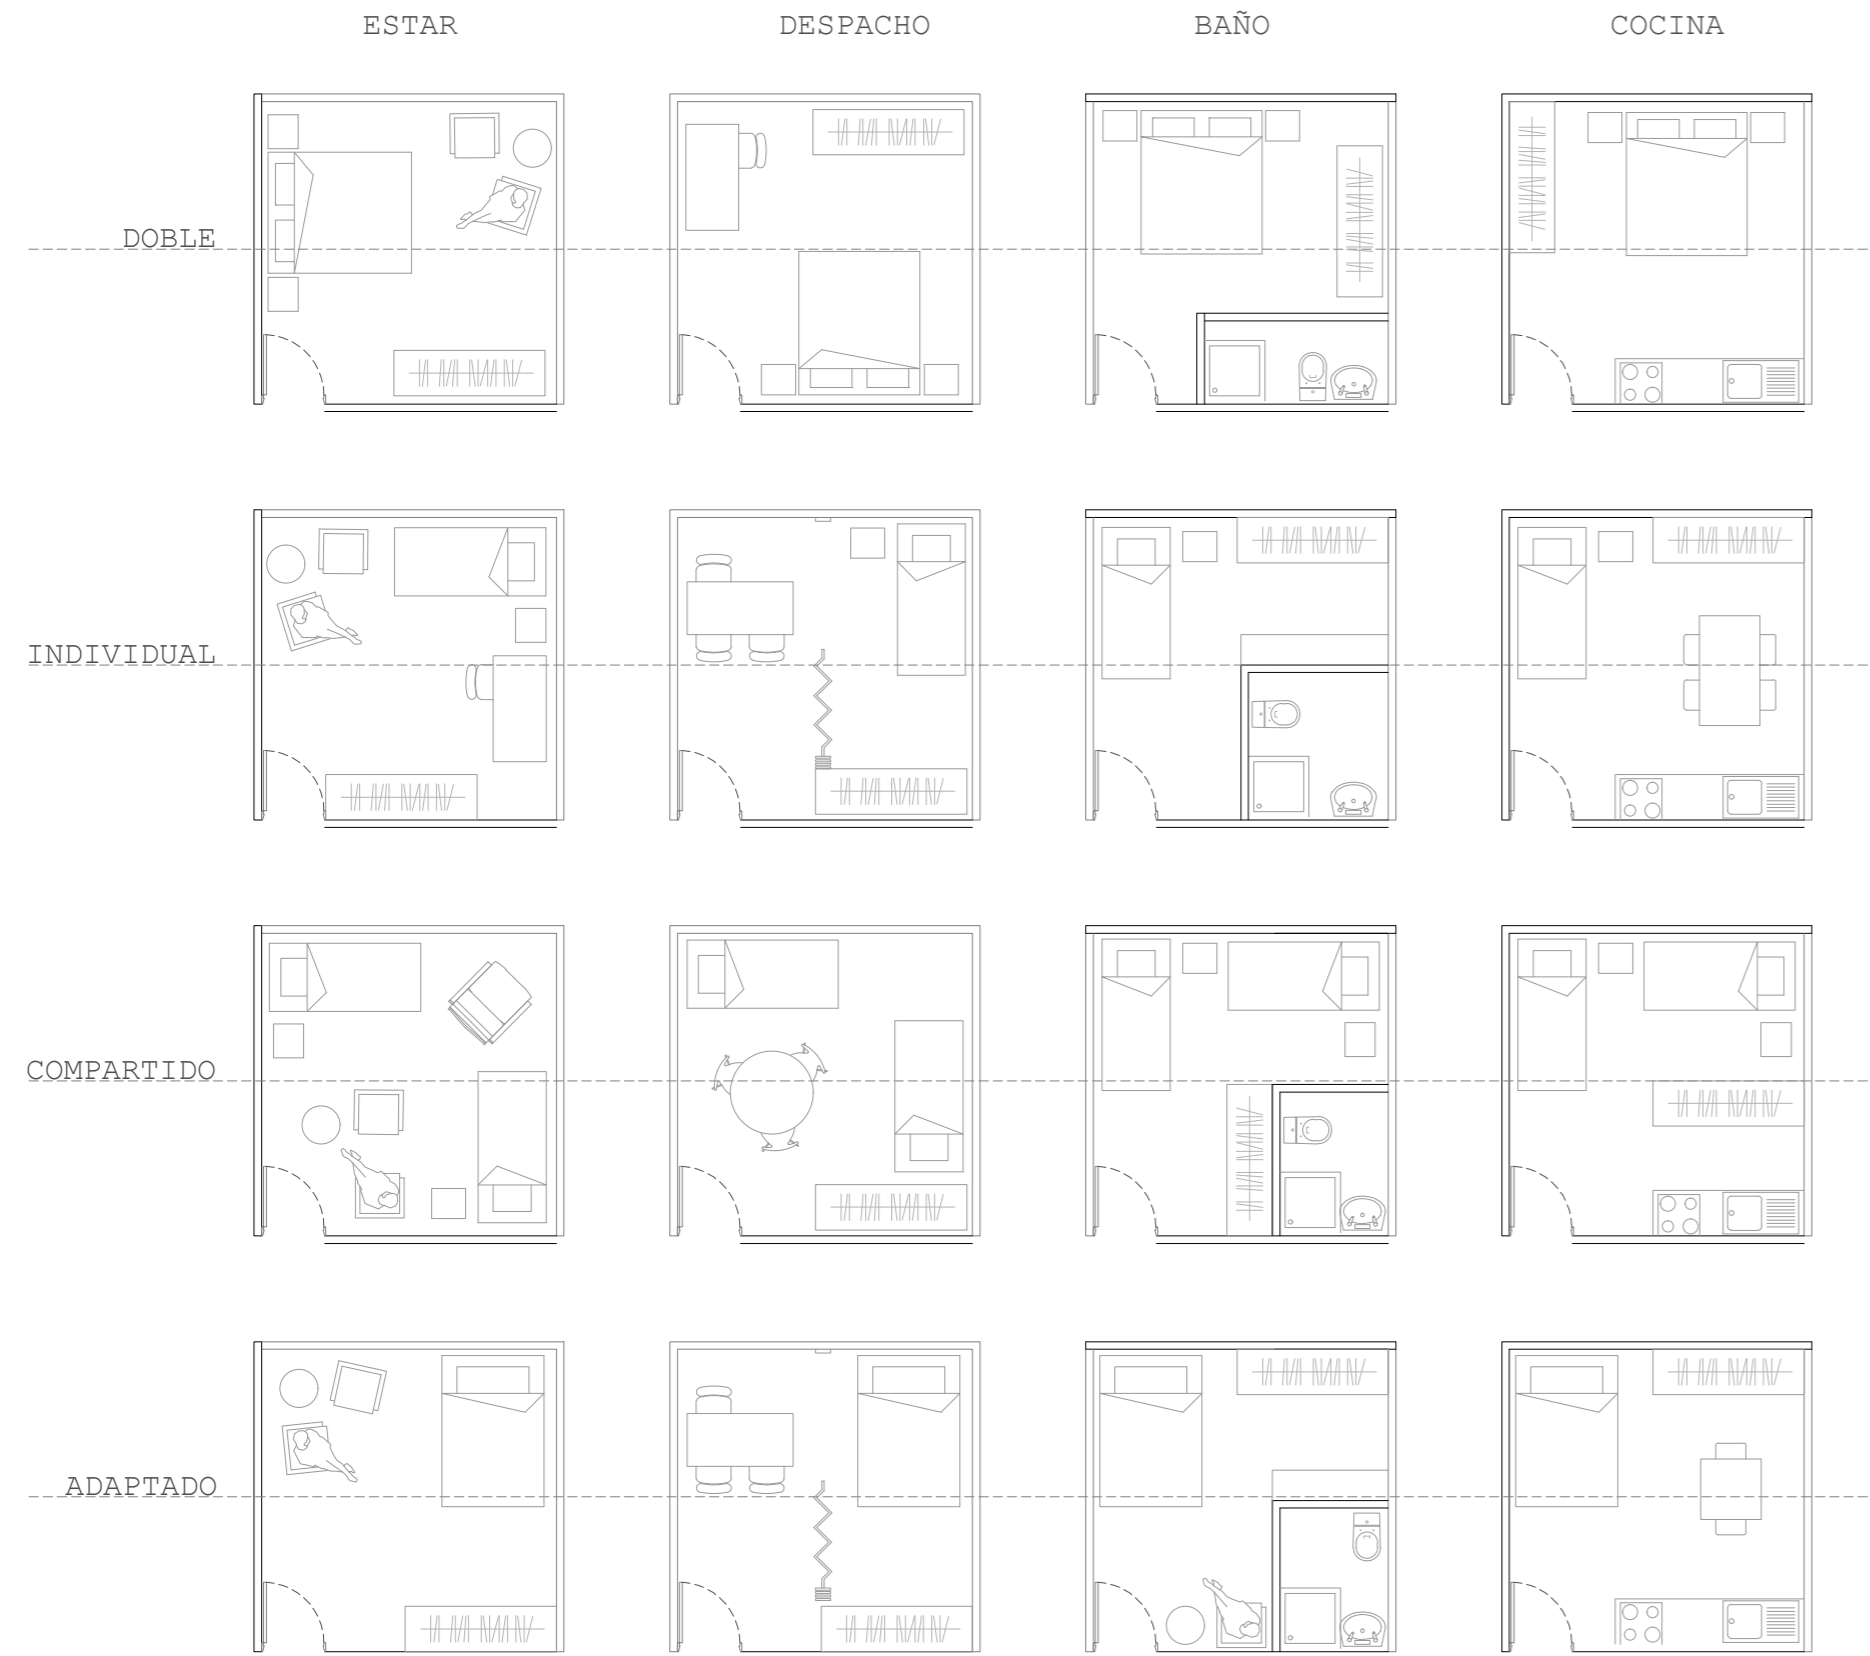 ESTAR DESPACHO BAÑO COCINA
DOBLE
INDIVIDUAL
COMPARTIDO
ADAPTADO